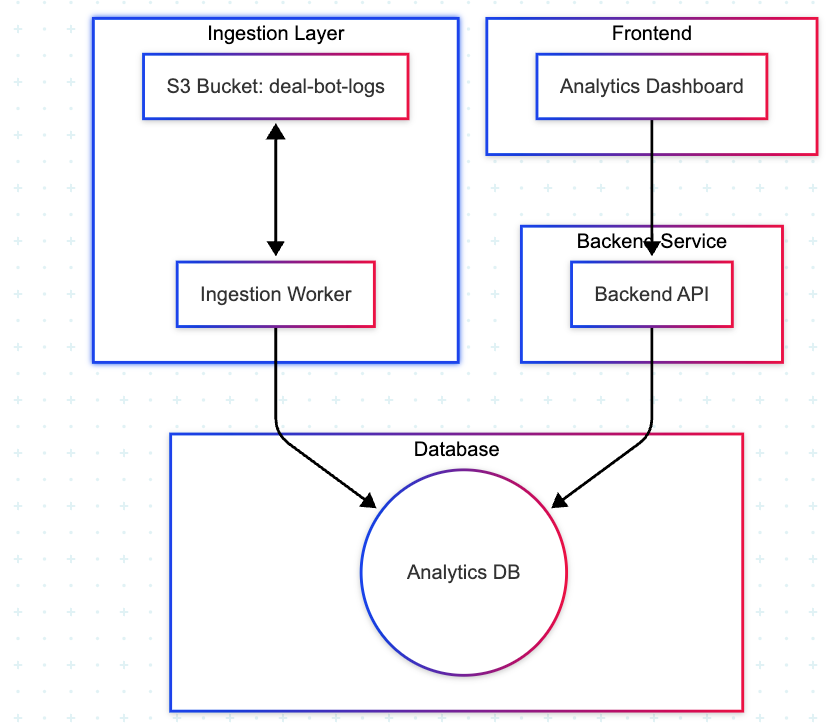 Ingestion Layer
S3 Bucket: deal-bot-logs
Ingestion Worker
Frontend
Analytics Dashboard
Backend Service
Backend API
Database
Analytics DB